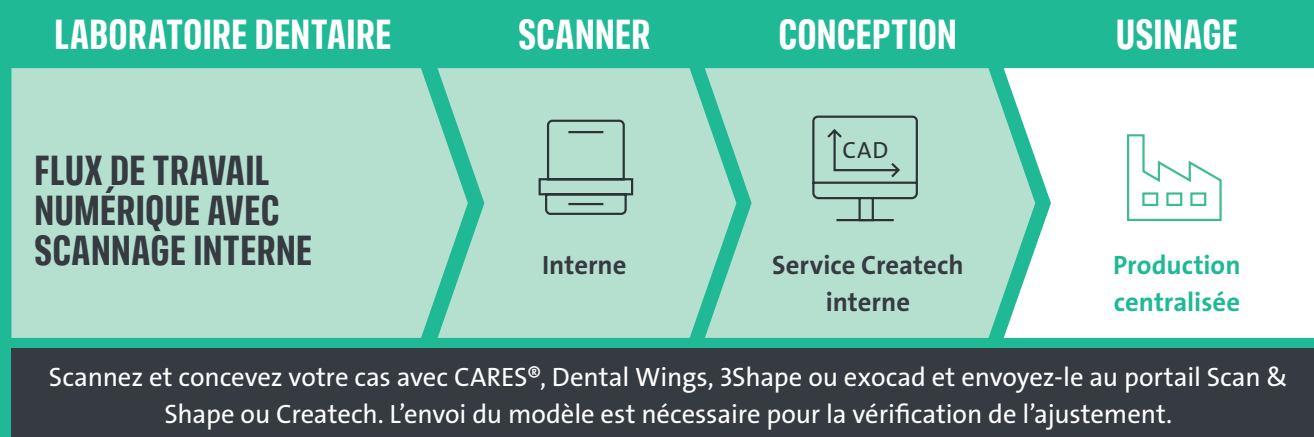 LABORATOIRE DENTAIRE
SCANNER
CONCEPTION
USINAGE
FLUX DE TRAVAIL
NUMÉRIQUE AVEC
SCANNAGE INTERNE
Interne
CAD
Service Createch
interne
Production
centralisée
Scannez et concevez votre cas avec CARES®, Dental Wings, 3Shape ou exocad et envoyez-le au portail Scan &
Shape ou Createch. L’envoi du modèle est nécessaire pour la vérification de l’ajustement.